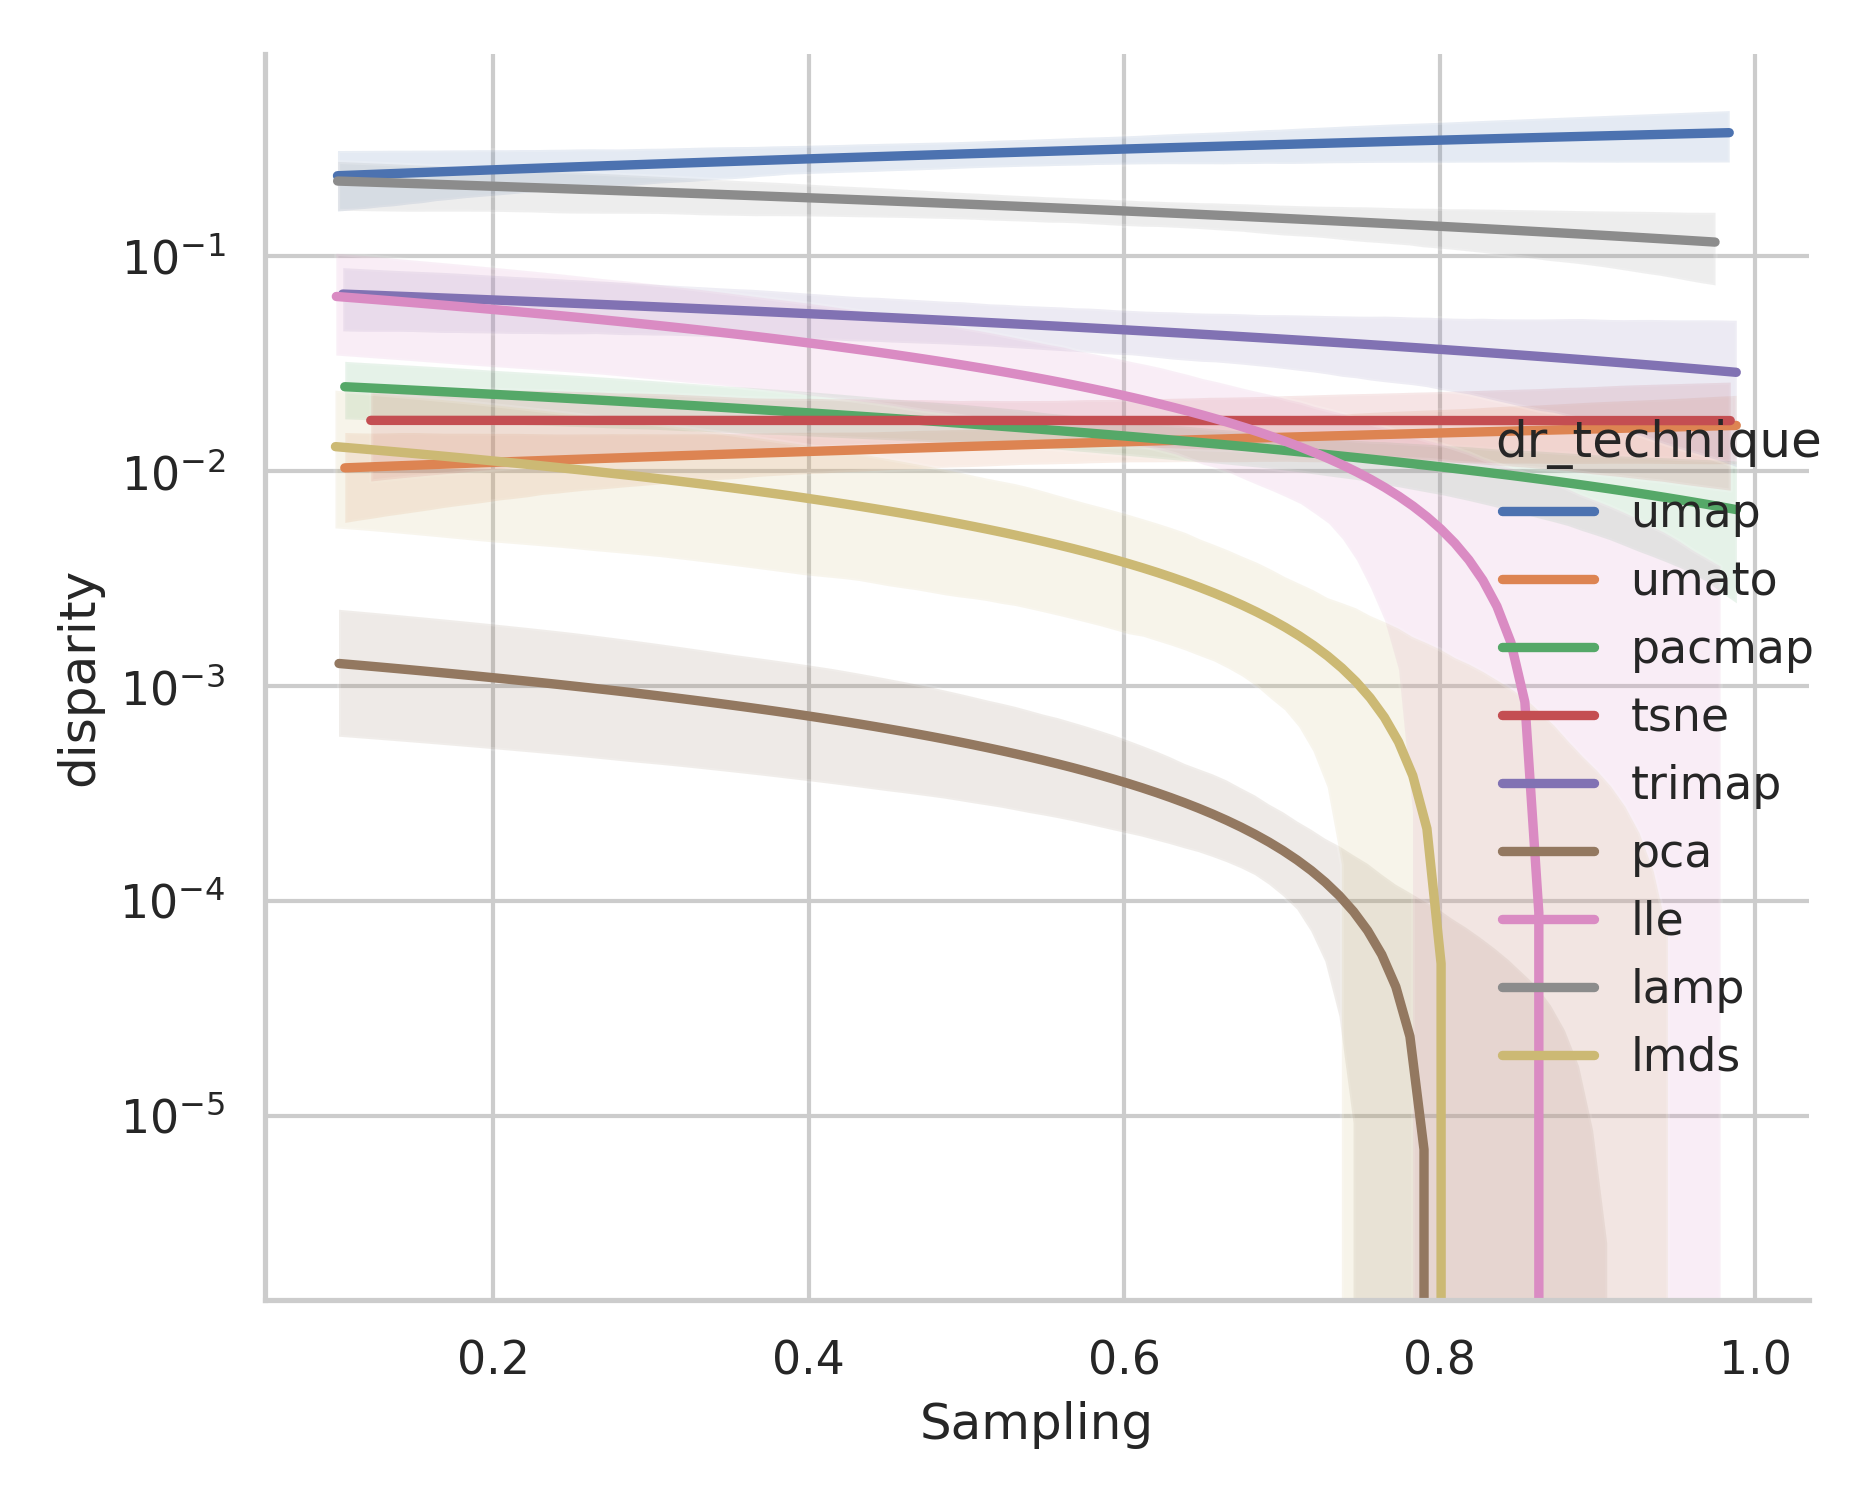 disparity
10⁻¹
10⁻²
10⁻³
10⁻⁴
10⁻⁵
0.2 0.4 0.6 0.8 1.0
Sampling
dr_technique
umap
umato
pacmap
tsne
trimap
pca
lle
lamp
lmds